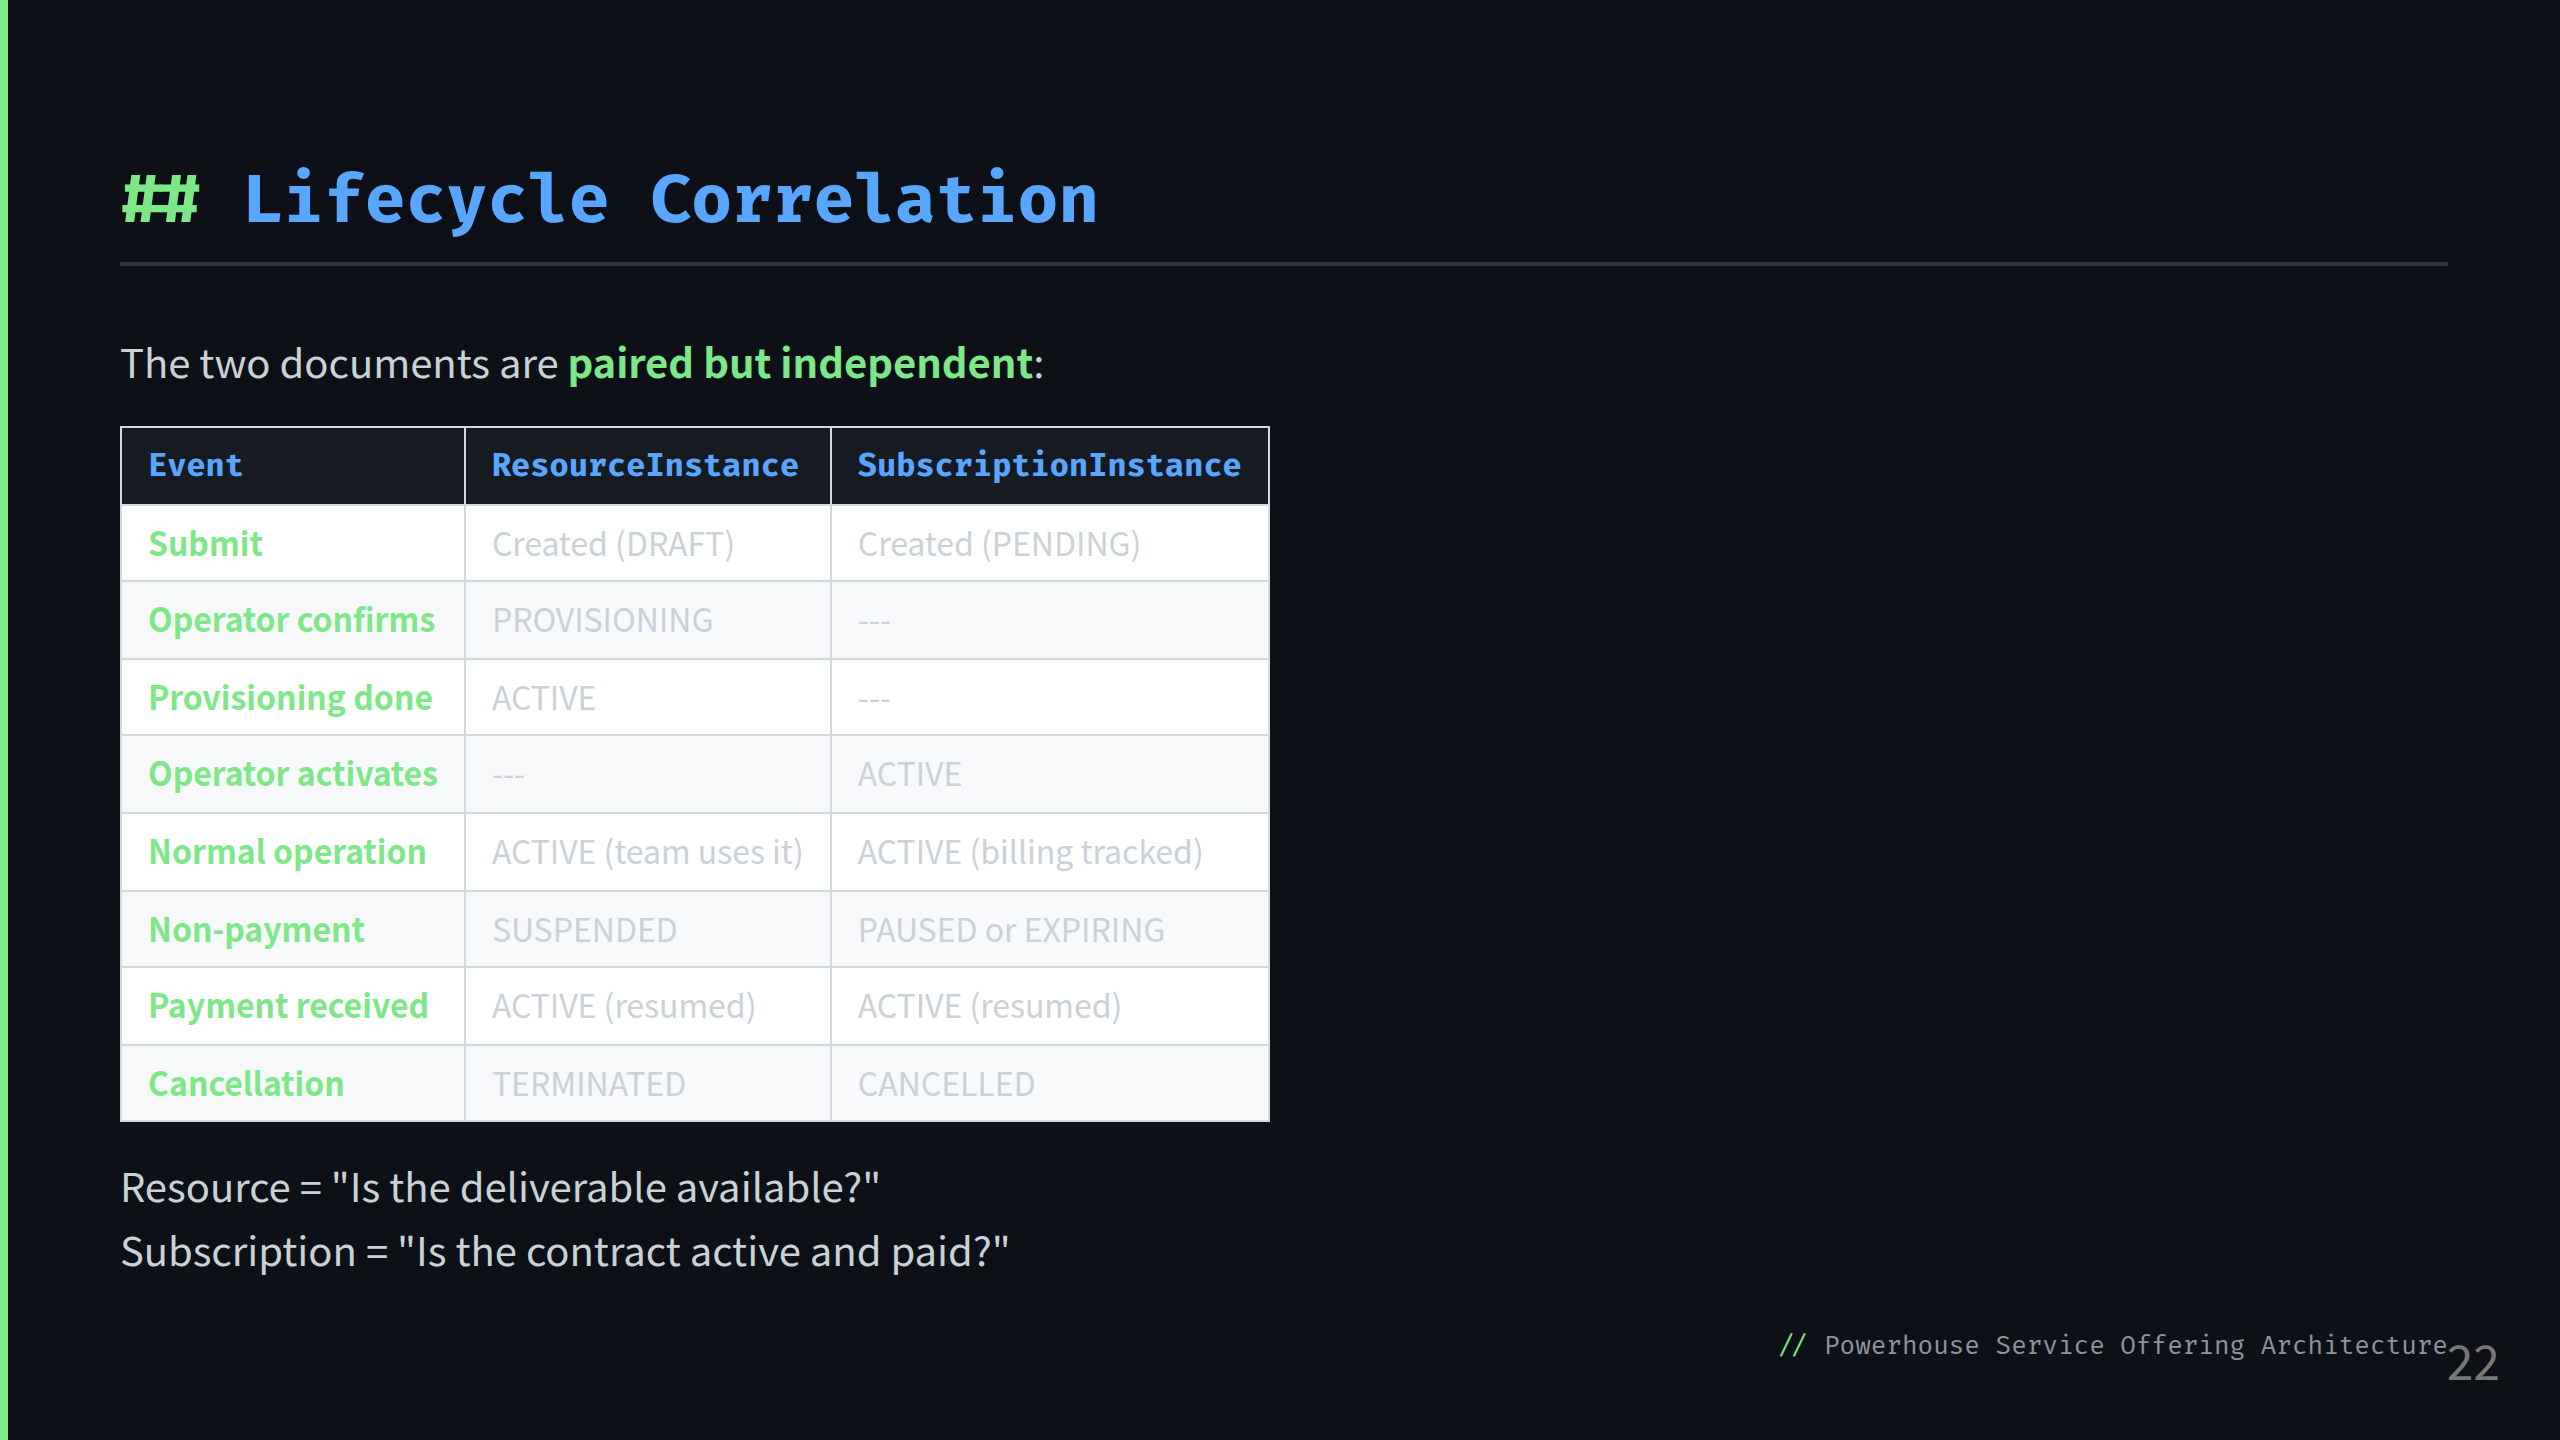 ## Lifecycle Correlation
The two documents are paired but independent:
Event ResourceInstance SubscriptionInstance
Submit Created (DRAFT) Created (PENDING)
Operator confirms PROVISIONING ---
Provisioning done ACTIVE ---
Operator activates --- ACTIVE
Normal operation ACTIVE (team uses it) ACTIVE (billing tracked)
Non-payment SUSPENDED PAUSED or EXPIRING
Payment received ACTIVE (resumed) ACTIVE (resumed)
Cancellation TERMINATED CANCELLED
Resource = "Is the deliverable available?"
Subscription = "Is the contract active and paid?"
// Powerhouse Service Offering Architecture
22